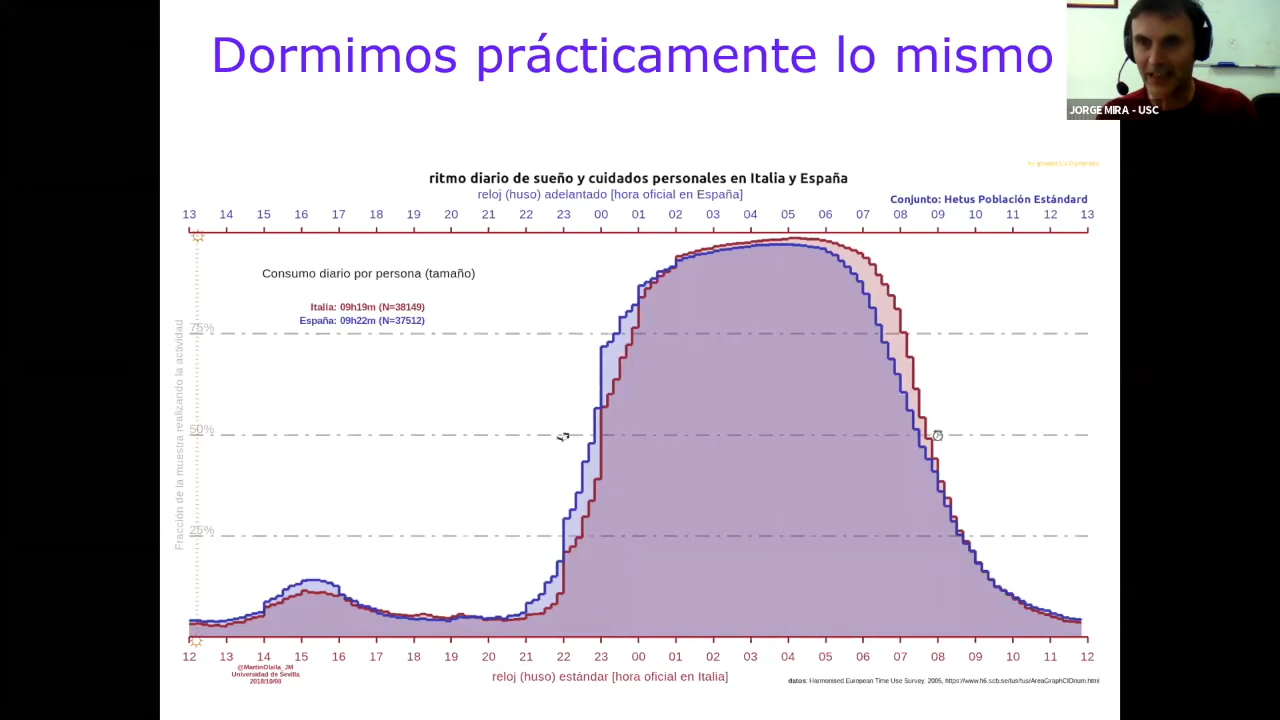 Dormimos prácticamente lo mismo
JORGE MIRA - USC
ritmo diario de sueño y cuidados personales en Italia y España
reloj (huso) adelantado [hora oficial en España]
Conjunto: Hetus Población Estándar
13 14 15 16 17 18 19 20 21 22 23 00 01 02 03 04 05 06 07 08 09 10 11 12 13
Consumo diario por persona (tamaño)
Italia: 09h19m (N=38149)
España: 09h22m (N=37512)
Fracción de la muestra realizando la actividad
75%
50%
25%
12 13 14 15 16 17 18 19 20 21 22 23 00 01 02 03 04 05 06 07 08 09 10 11 12
@MartinOlalla_JM
Universidad de Sevilla
2018/10/08
reloj (huso) estándar [hora oficial en Italia]
datos: Harmonised European Time Use Survey. 2005, https://www.h6.scb.se/tus/tus/AreaGraphCIDnum.html